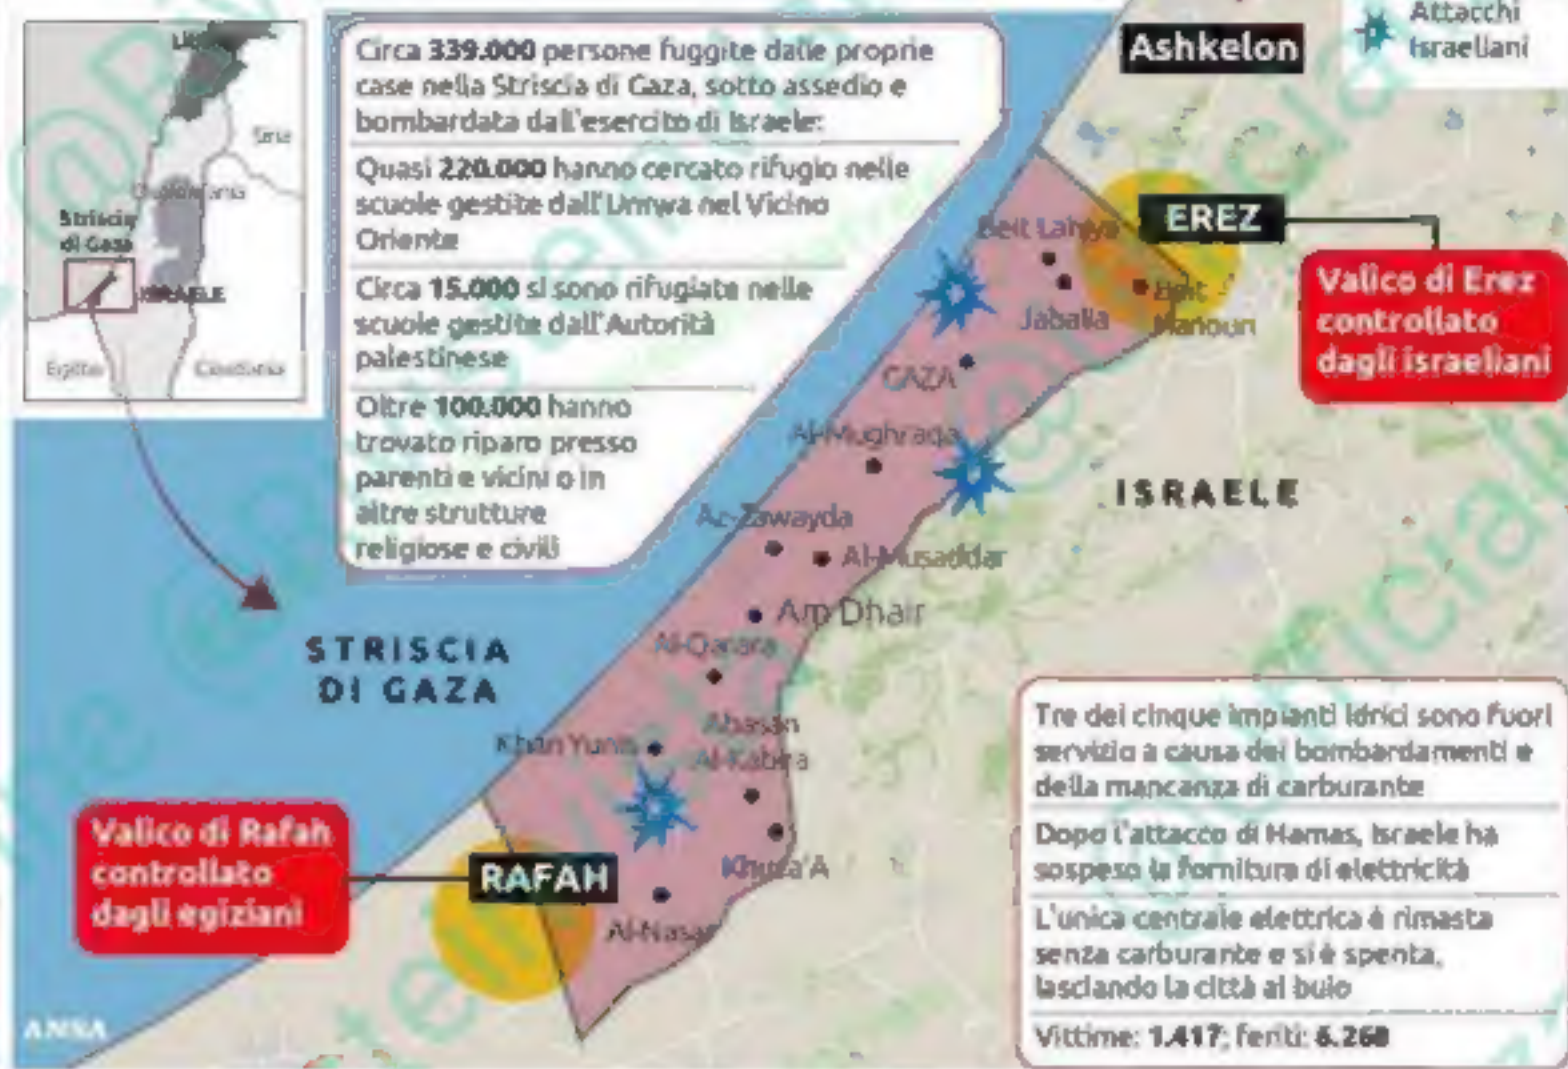 Attacchi
Israeliani
Ashkelon
Circa 339.000 persone fuggite dalle proprie
case nella Striscia di Gaza, sotto assedio e
bombardata dall'esercito di Israele:
Quasi 220.000 hanno cercato rifugio nelle
scuole gestite dall'Unrwa nel Vicino
Oriente
Circa 15.000 si sono rifugiate nelle
scuole gestite dall'Autorità
palestinese
Oltre 100.000 hanno
trovato riparo presso
parenti e vicini o in
altre strutture
religiose e civili
Siria
Striscia
di Gaza
ISRAELE
Egitto
EREZ
Valico di Erez
controllato
dagli israeliani
Beit Lahya
Jabalia
Beit
Hanoun
GAZA
Al-Mughraqa
ISRAELE
Az-Zawayda
Al-Musaddar
Am Dhair
Al-Qarara
STRISCIA
DI GAZA
Khan Yunis
Abasan
Al-Kabira
Khuza'A
Valico di Rafah
controllato
dagli egiziani
RAFAH
Al-Nasar
Tre dei cinque impianti idrici sono fuori
servizio a causa dei bombardamenti e
della mancanza di carburante
Dopo l'attacco di Hamas, Israele ha
sospeso la fornitura di elettricità
L'unica centrale elettrica è rimasta
senza carburante e si è spenta,
lasciando la città al buio
Vittime: 1.417; feriti: 6.268
ANSA